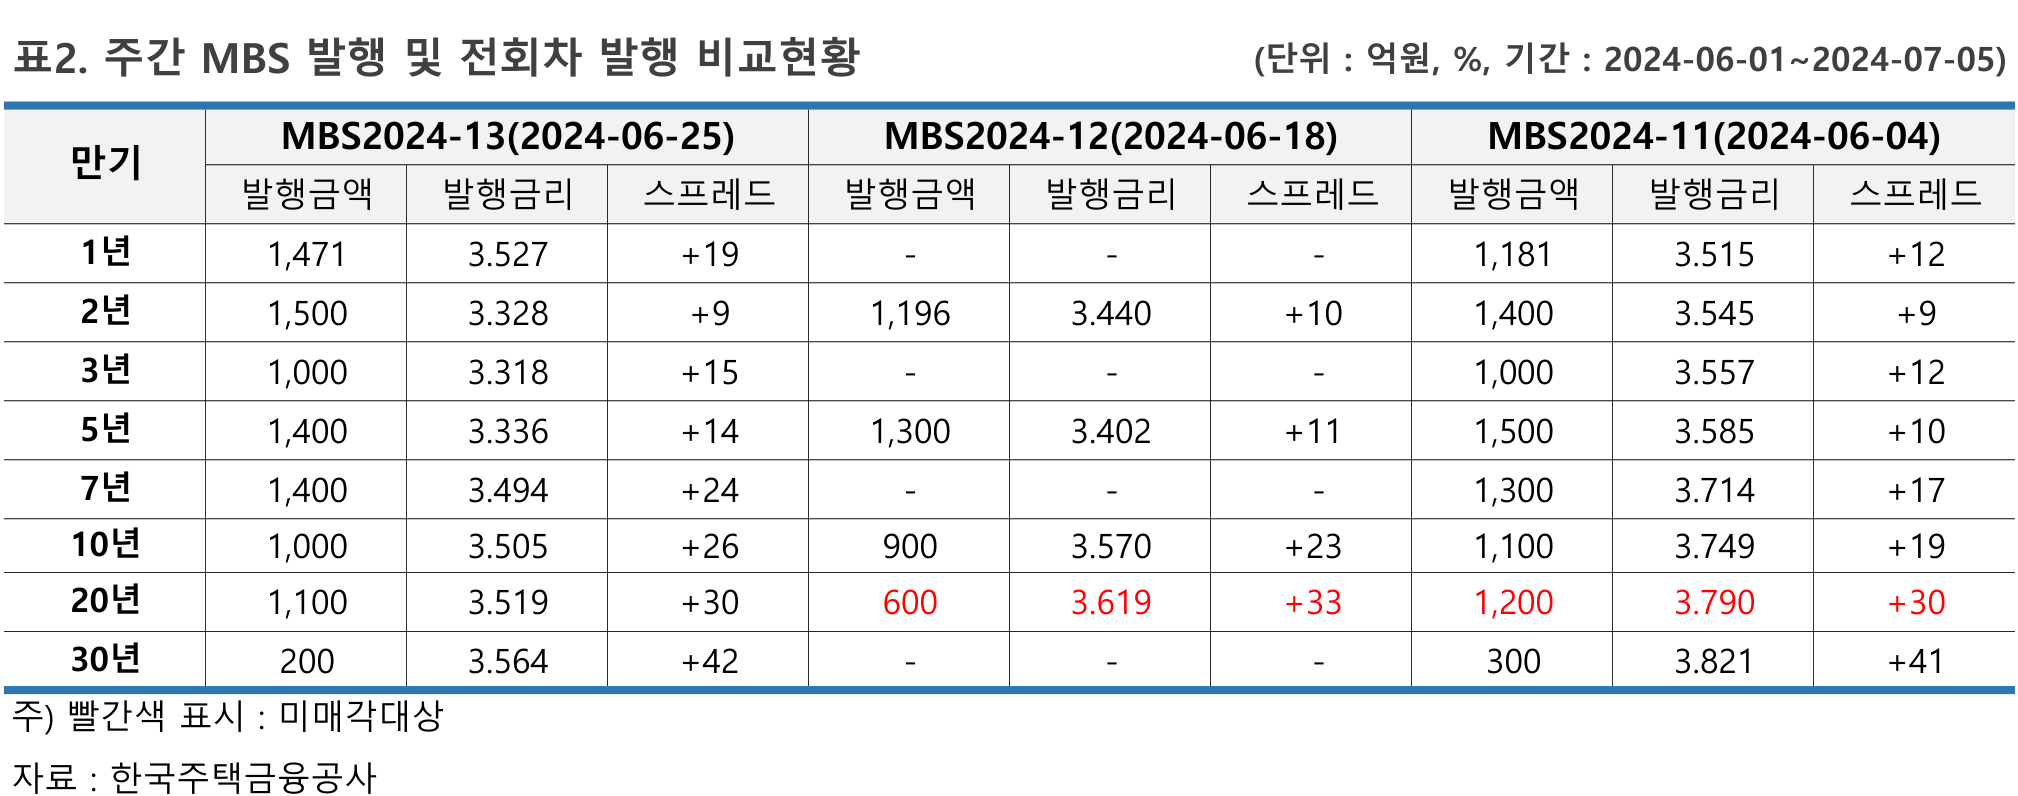 표2. 주간 MBS 발행 및 전회차 발행 비교현황 (단위 : 억원, %, 기간 : 2024-06-01~2024-07-05)
만기 MBS2024-13(2024-06-25) MBS2024-12(2024-06-18) MBS2024-11(2024-06-04)
발행금액 발행금리 스프레드 발행금액 발행금리 스프레드 발행금액 발행금리 스프레드
1년 1,471 3.527 +19 - - - 1,181 3.515 +12
2년 1,500 3.328 +9 1,196 3.440 +10 1,400 3.545 +9
3년 1,000 3.318 +15 - - - 1,000 3.557 +12
5년 1,400 3.336 +14 1,300 3.402 +11 1,500 3.585 +10
7년 1,400 3.494 +24 - - - 1,300 3.714 +17
10년 1,000 3.505 +26 900 3.570 +23 1,100 3.749 +19
20년 1,100 3.519 +30 600 3.619 +33 1,200 3.790 +30
30년 200 3.564 +42 - - - 300 3.821 +41
주) 빨간색 표시 : 미매각대상
자료 : 한국주택금융공사